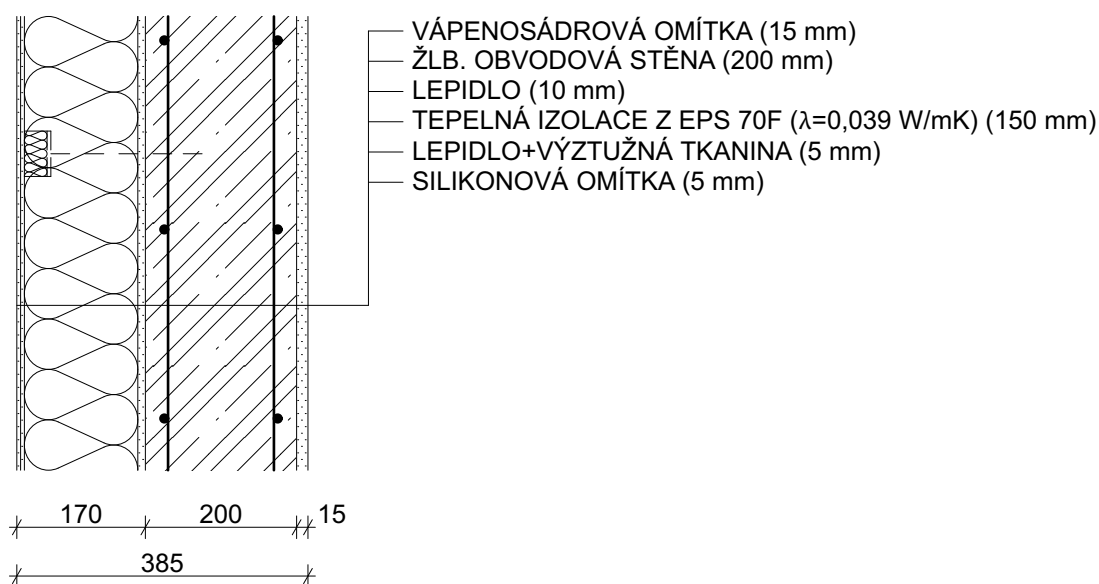 VÁPENOSÁDROVÁ OMÍTKA (15 mm)
ŽLB. OBVODOVÁ STĚNA (200 mm)
LEPIDLO (10 mm)
TEPELNÁ IZOLACE Z EPS 70F (λ=0,039 W/mK) (150 mm)
LEPIDLO+VÝZTUŽNÁ TKANINA (5 mm)
SILIKONOVÁ OMÍTKA (5 mm)
170 200 15
385